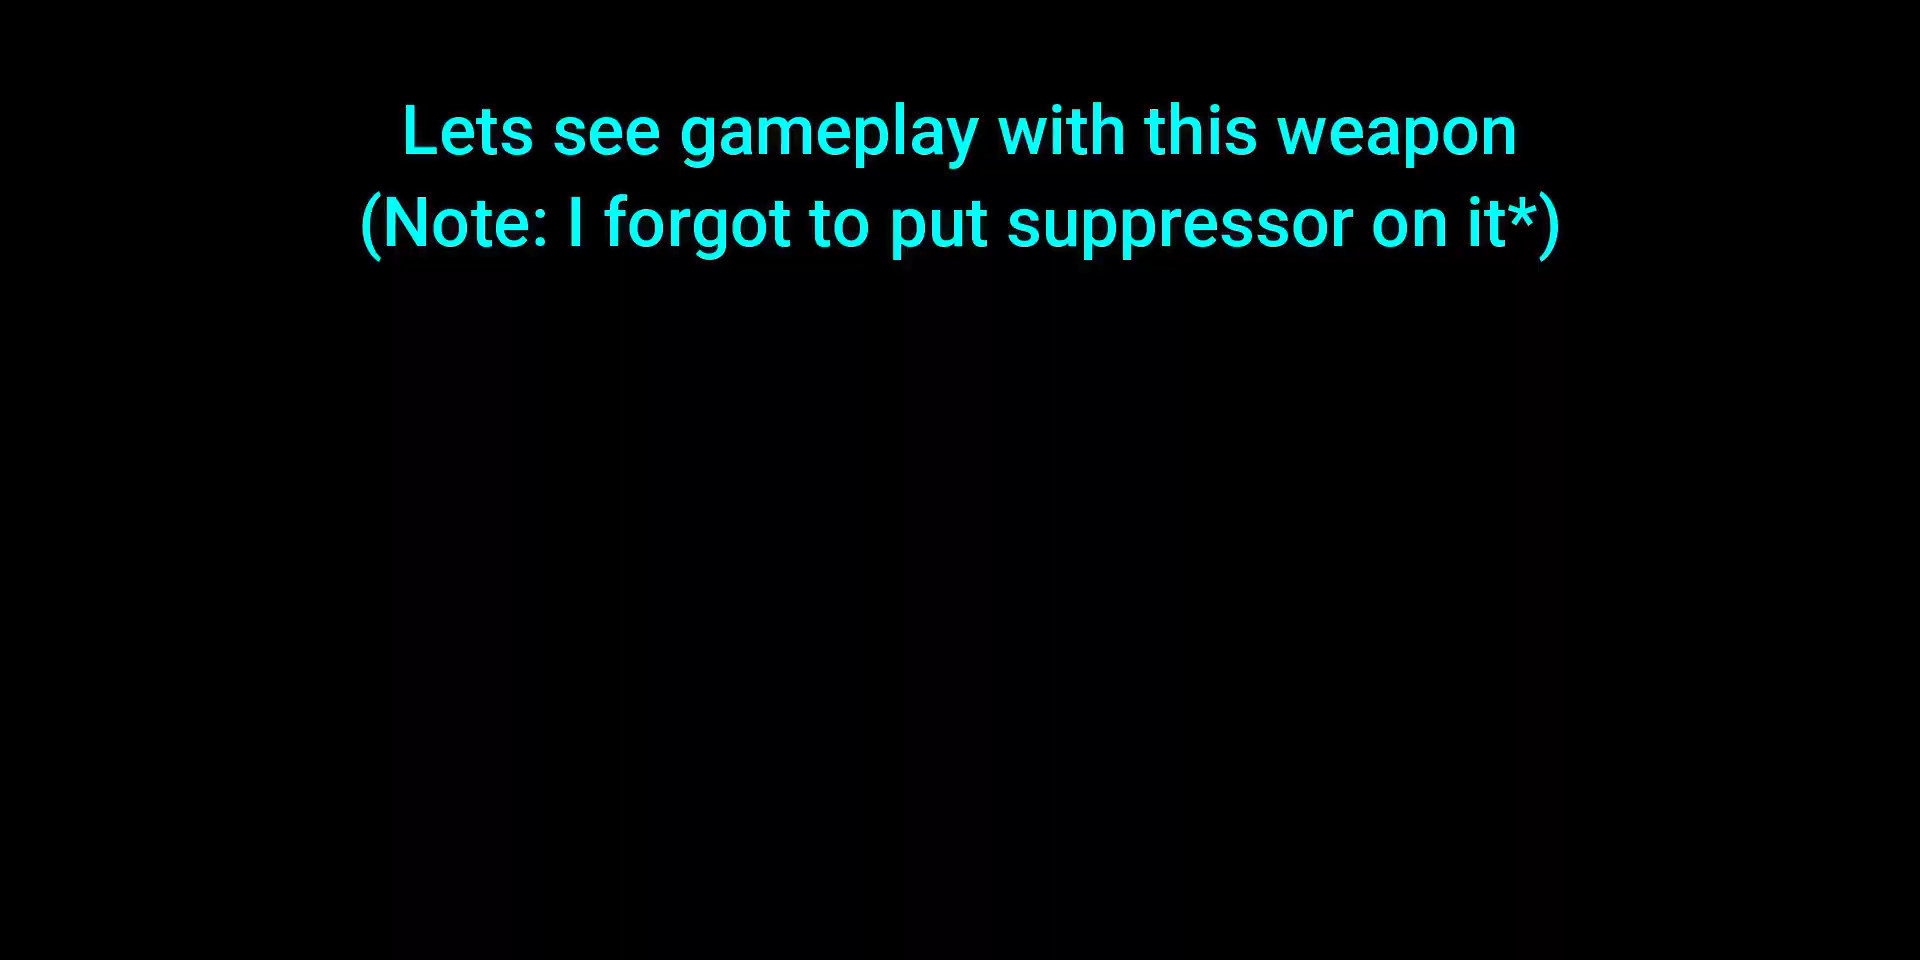 Lets see gameplay with this weapon
(Note: I forgot to put suppressor on it*)